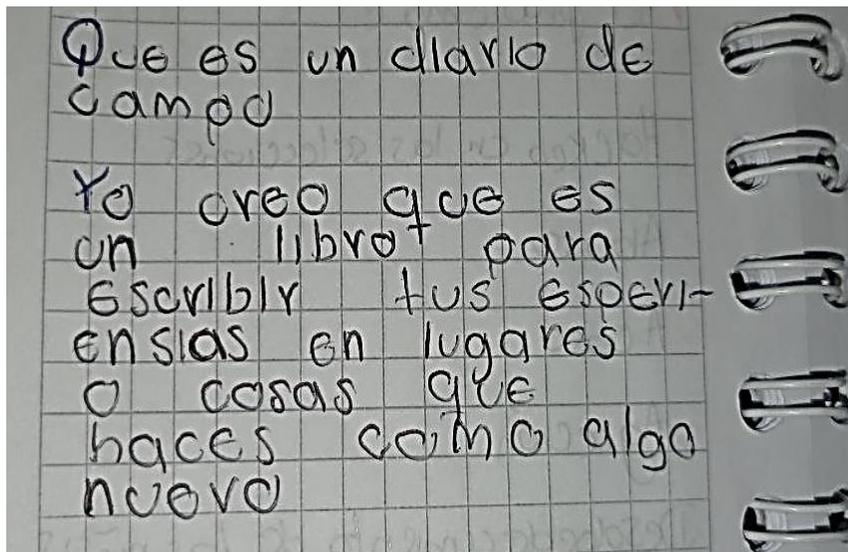 Que es un diario de
campo
Yo creo que es
un libro para
escribir tus esperi-
ensias en lugares
o cosas que
haces como algo
nuevo